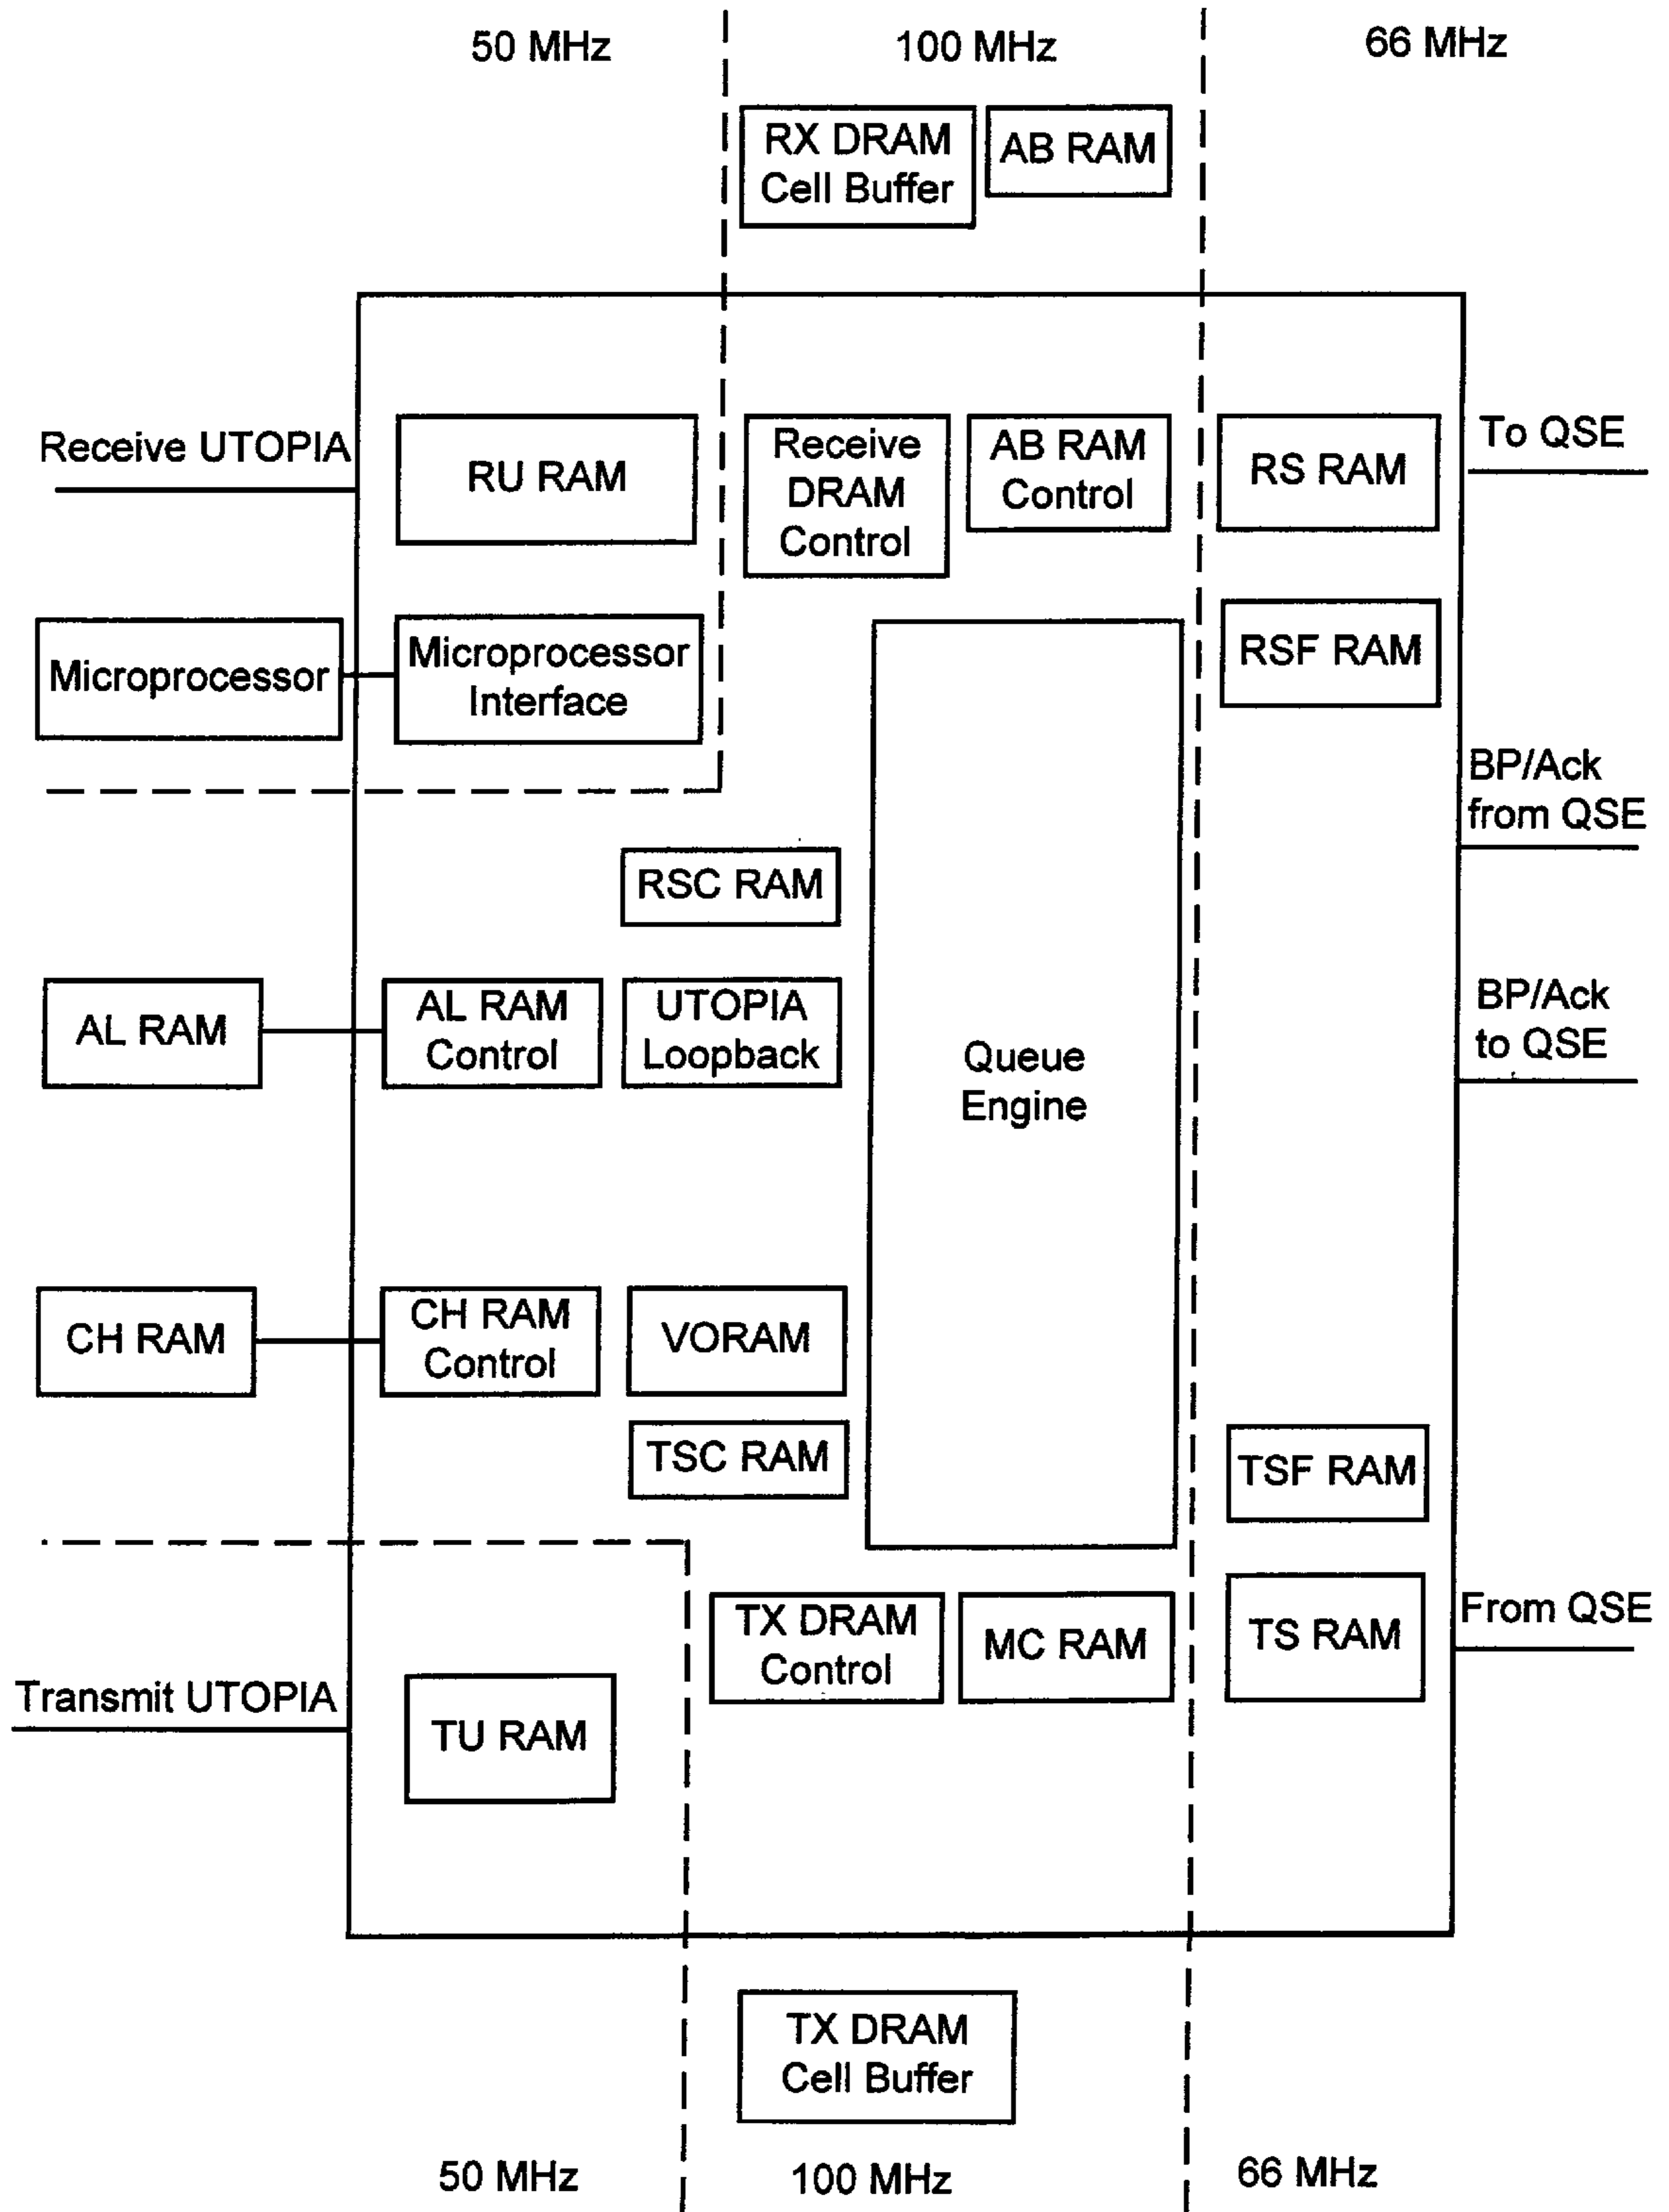 50 MHz
100 MHz
66 MHz
RX DRAM
Cell Buffer
AB RAM
Receive UTOPIA
RU RAM
Receive
DRAM
Control
AB RAM
Control
RS RAM
To QSE
Microprocessor
Microprocessor
Interface
RSF RAM
BP/Ack
from QSE
RSC RAM
AL RAM
AL RAM
Control
UTOPIA
Loopback
Queue
Engine
BP/Ack
to QSE
CH RAM
CH RAM
Control
VORAM
TSC RAM
TSF RAM
Transmit UTOPIA
TU RAM
TX DRAM
Control
MC RAM
TS RAM
From QSE
TX DRAM
Cell Buffer
50 MHz
100 MHz
66 MHz